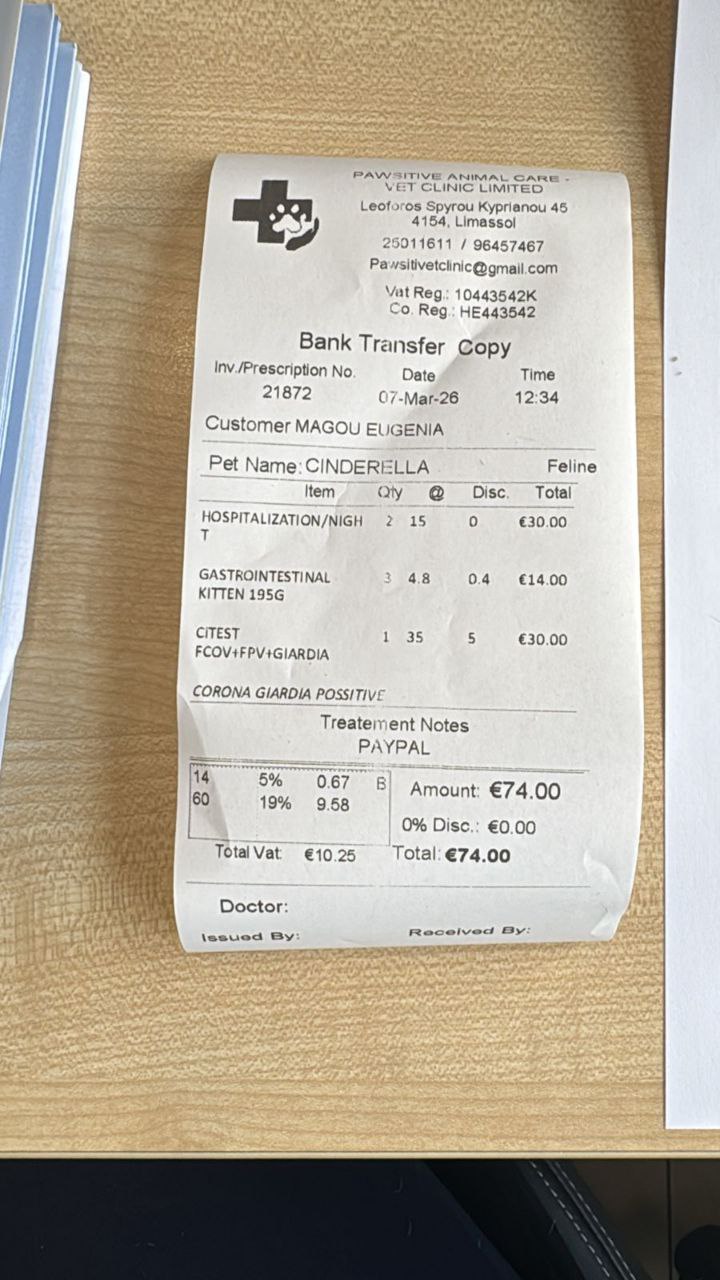 PAWSITIVE ANIMAL CARE -
VET CLINIC LIMITED
Leoforos Spyrou Kyprianou 45
4154, Limassol
25011611 / 96457467
Pawsitivetclinic@gmail.com
Vat Reg.: 10443542K
Co. Reg.: HE443542
Bank Transfer Copy
Inv./Prescription No. Date Time
21872 07-Mar-26 12:34
Customer MAGOU EUGENIA
Pet Name: CINDERELLA Feline
Item Qty @ Disc. Total
HOSPITALIZATION/NIGH 2 15 0 €30.00
T
GASTROINTESTINAL 3 4.8 0.4 €14.00
KITTEN 195G
CITEST 1 35 5 €30.00
FCOV+FPV+GIARDIA
CORONA GIARDIA POSSITIVE
Treatement Notes
PAYPAL
14 5% 0.67 B Amount: €74.00
60 19% 9.58
0% Disc.: €0.00
Total Vat: €10.25 Total: €74.00
Doctor:
Issued By: Received By: